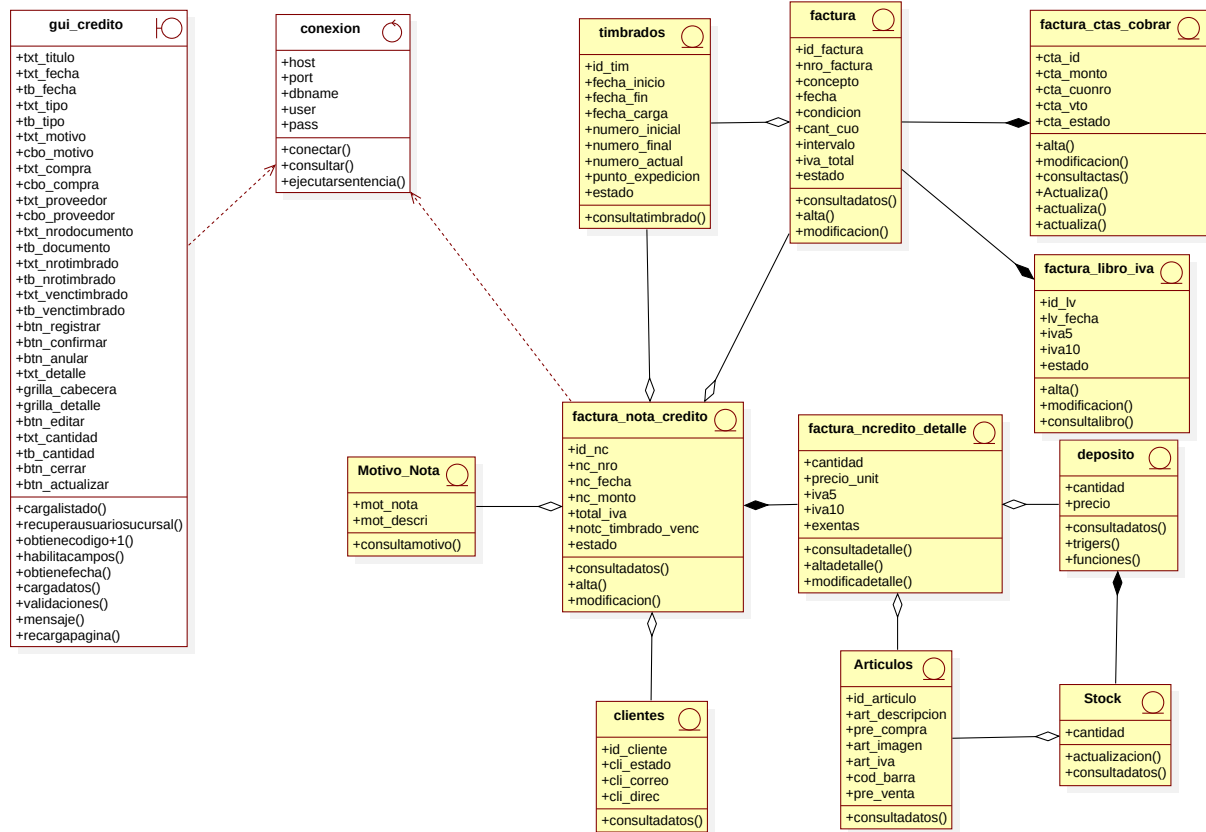 gui_credito
+txt_titulo
+txt_fecha
+tb_fecha
+txt_tipo
+tb_tipo
+txt_motivo
+cbo_motivo
+txt_compra
+cbo_compra
+txt_proveedor
+cbo_proveedor
+txt_nrodocumento
+tb_documento
+txt_nrotimbrado
+tb_nrotimbrado
+txt_venctimbrado
+tb_venctimbrado
+btn_registrar
+btn_confirmar
+btn_anular
+txt_detalle
+grilla_cabecera
+grilla_detalle
+btn_editar
+txt_cantidad
+tb_cantidad
+btn_cerrar
+btn_actualizar
+cargalistado()
+recuperausuariosucursal()
+obtienecodigo+1()
+habilitacampos()
+obtienefecha()
+cargadatos()
+validaciones()
+mensaje()
+recargapagina()
conexion
+host
+port
+dbname
+user
+pass
+conectar()
+consultar()
+ejecutarsentencia()
timbrados
+id_tim
+fecha_inicio
+fecha_fin
+fecha_carga
+numero_inicial
+numero_final
+numero_actual
+punto_expedicion
+estado
+consultatimbrado()
factura
+id_factura
+nro_factura
+concepto
+fecha
+condicion
+cant_cuo
+intervalo
+iva_total
+estado
+consultadatos()
+alta()
+modificacion()
factura_ctas_cobrar
+cta_id
+cta_monto
+cta_cuonro
+cta_vto
+cta_estado
+alta()
+modificacion()
+consultactas()
+Actualiza()
+actualiza()
+actualiza()
factura_libro_iva
+id_lv
+lv_fecha
+iva5
+iva10
+estado
+alta()
+modificacion()
+consultalibro()
Motivo_Nota
+mot_nota
+mot_descri
+consultamotivo()
factura_nota_credito
+id_nc
+nc_nro
+nc_fecha
+nc_monto
+total_iva
+notc_timbrado_venc
+estado
+consultadatos()
+alta()
+modificacion()
factura_ncredito_detalle
+cantidad
+precio_unit
+iva5
+iva10
+exentas
+consultadetalle()
+altadetalle()
+modificadetalle()
deposito
+cantidad
+precio
+consultadatos()
+trigers()
+funciones()
clientes
+id_cliente
+cli_estado
+cli_correo
+cli_direc
+consultadatos()
Articulos
+id_articulo
+art_descripcion
+pre_compra
+art_imagen
+art_iva
+cod_barra
+pre_venta
+consultadatos()
Stock
+cantidad
+actualizacion()
+consultadatos()